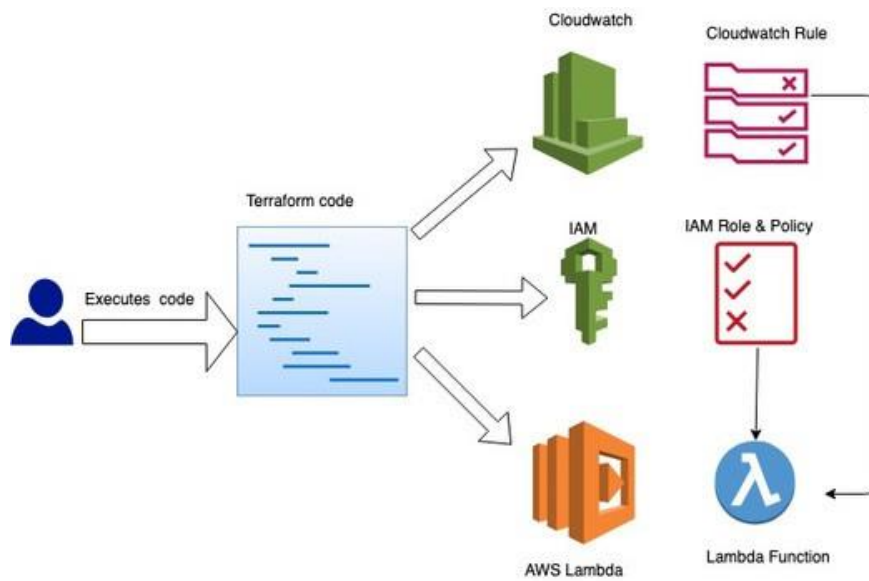 Cloudwatch
Cloudwatch Rule
Terraform code
IAM
IAM Role & Policy
Executes code
AWS Lambda
Lambda Function